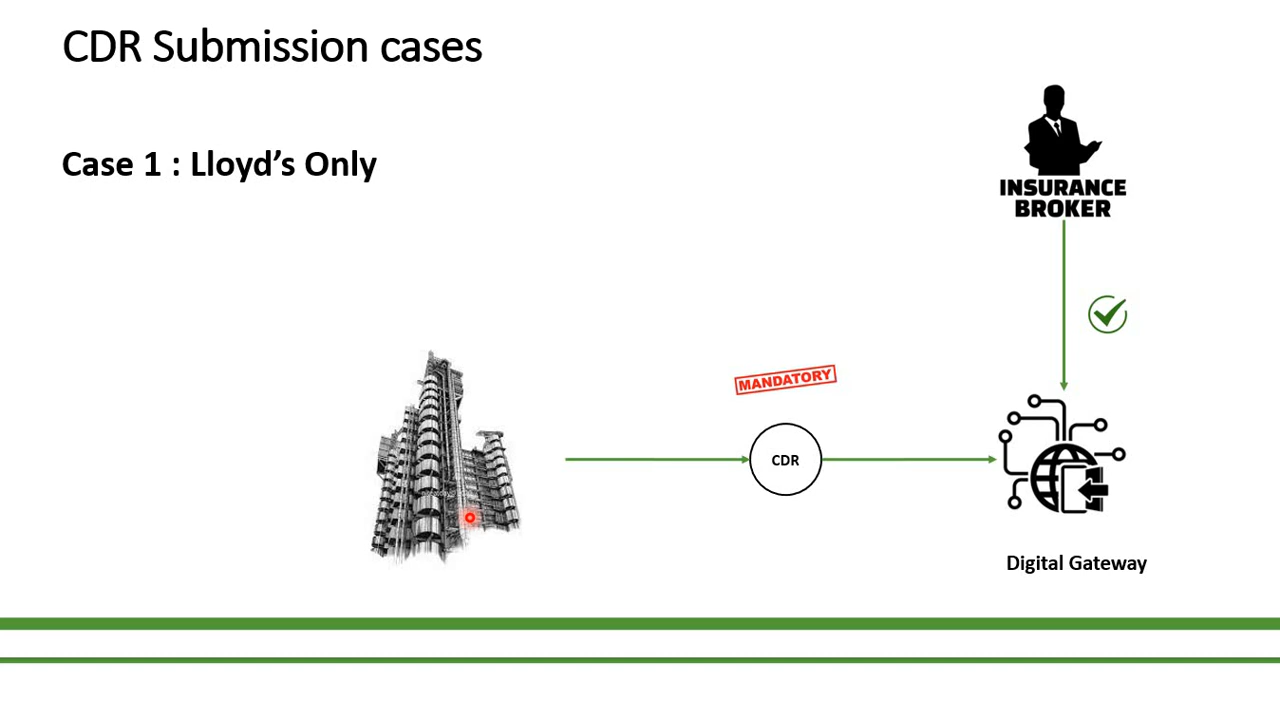 CDR Submission cases
Case 1 : Lloyd’s Only
INSURANCE
BROKER
MANDATORY
CDR
Digital Gateway